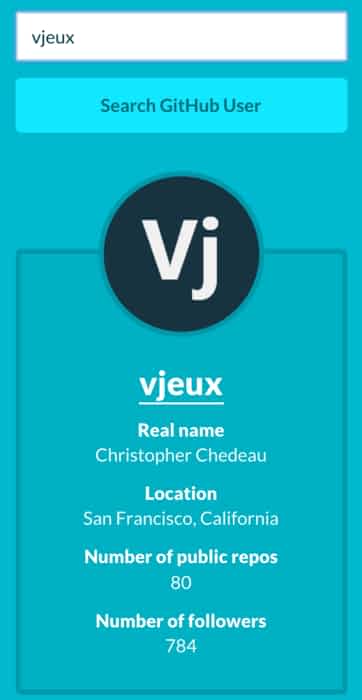 vjeux
Search GitHub User
Vj
vjeux
Real name
Christopher Chedeau
Location
San Francisco, California
Number of public repos
80
Number of followers
784